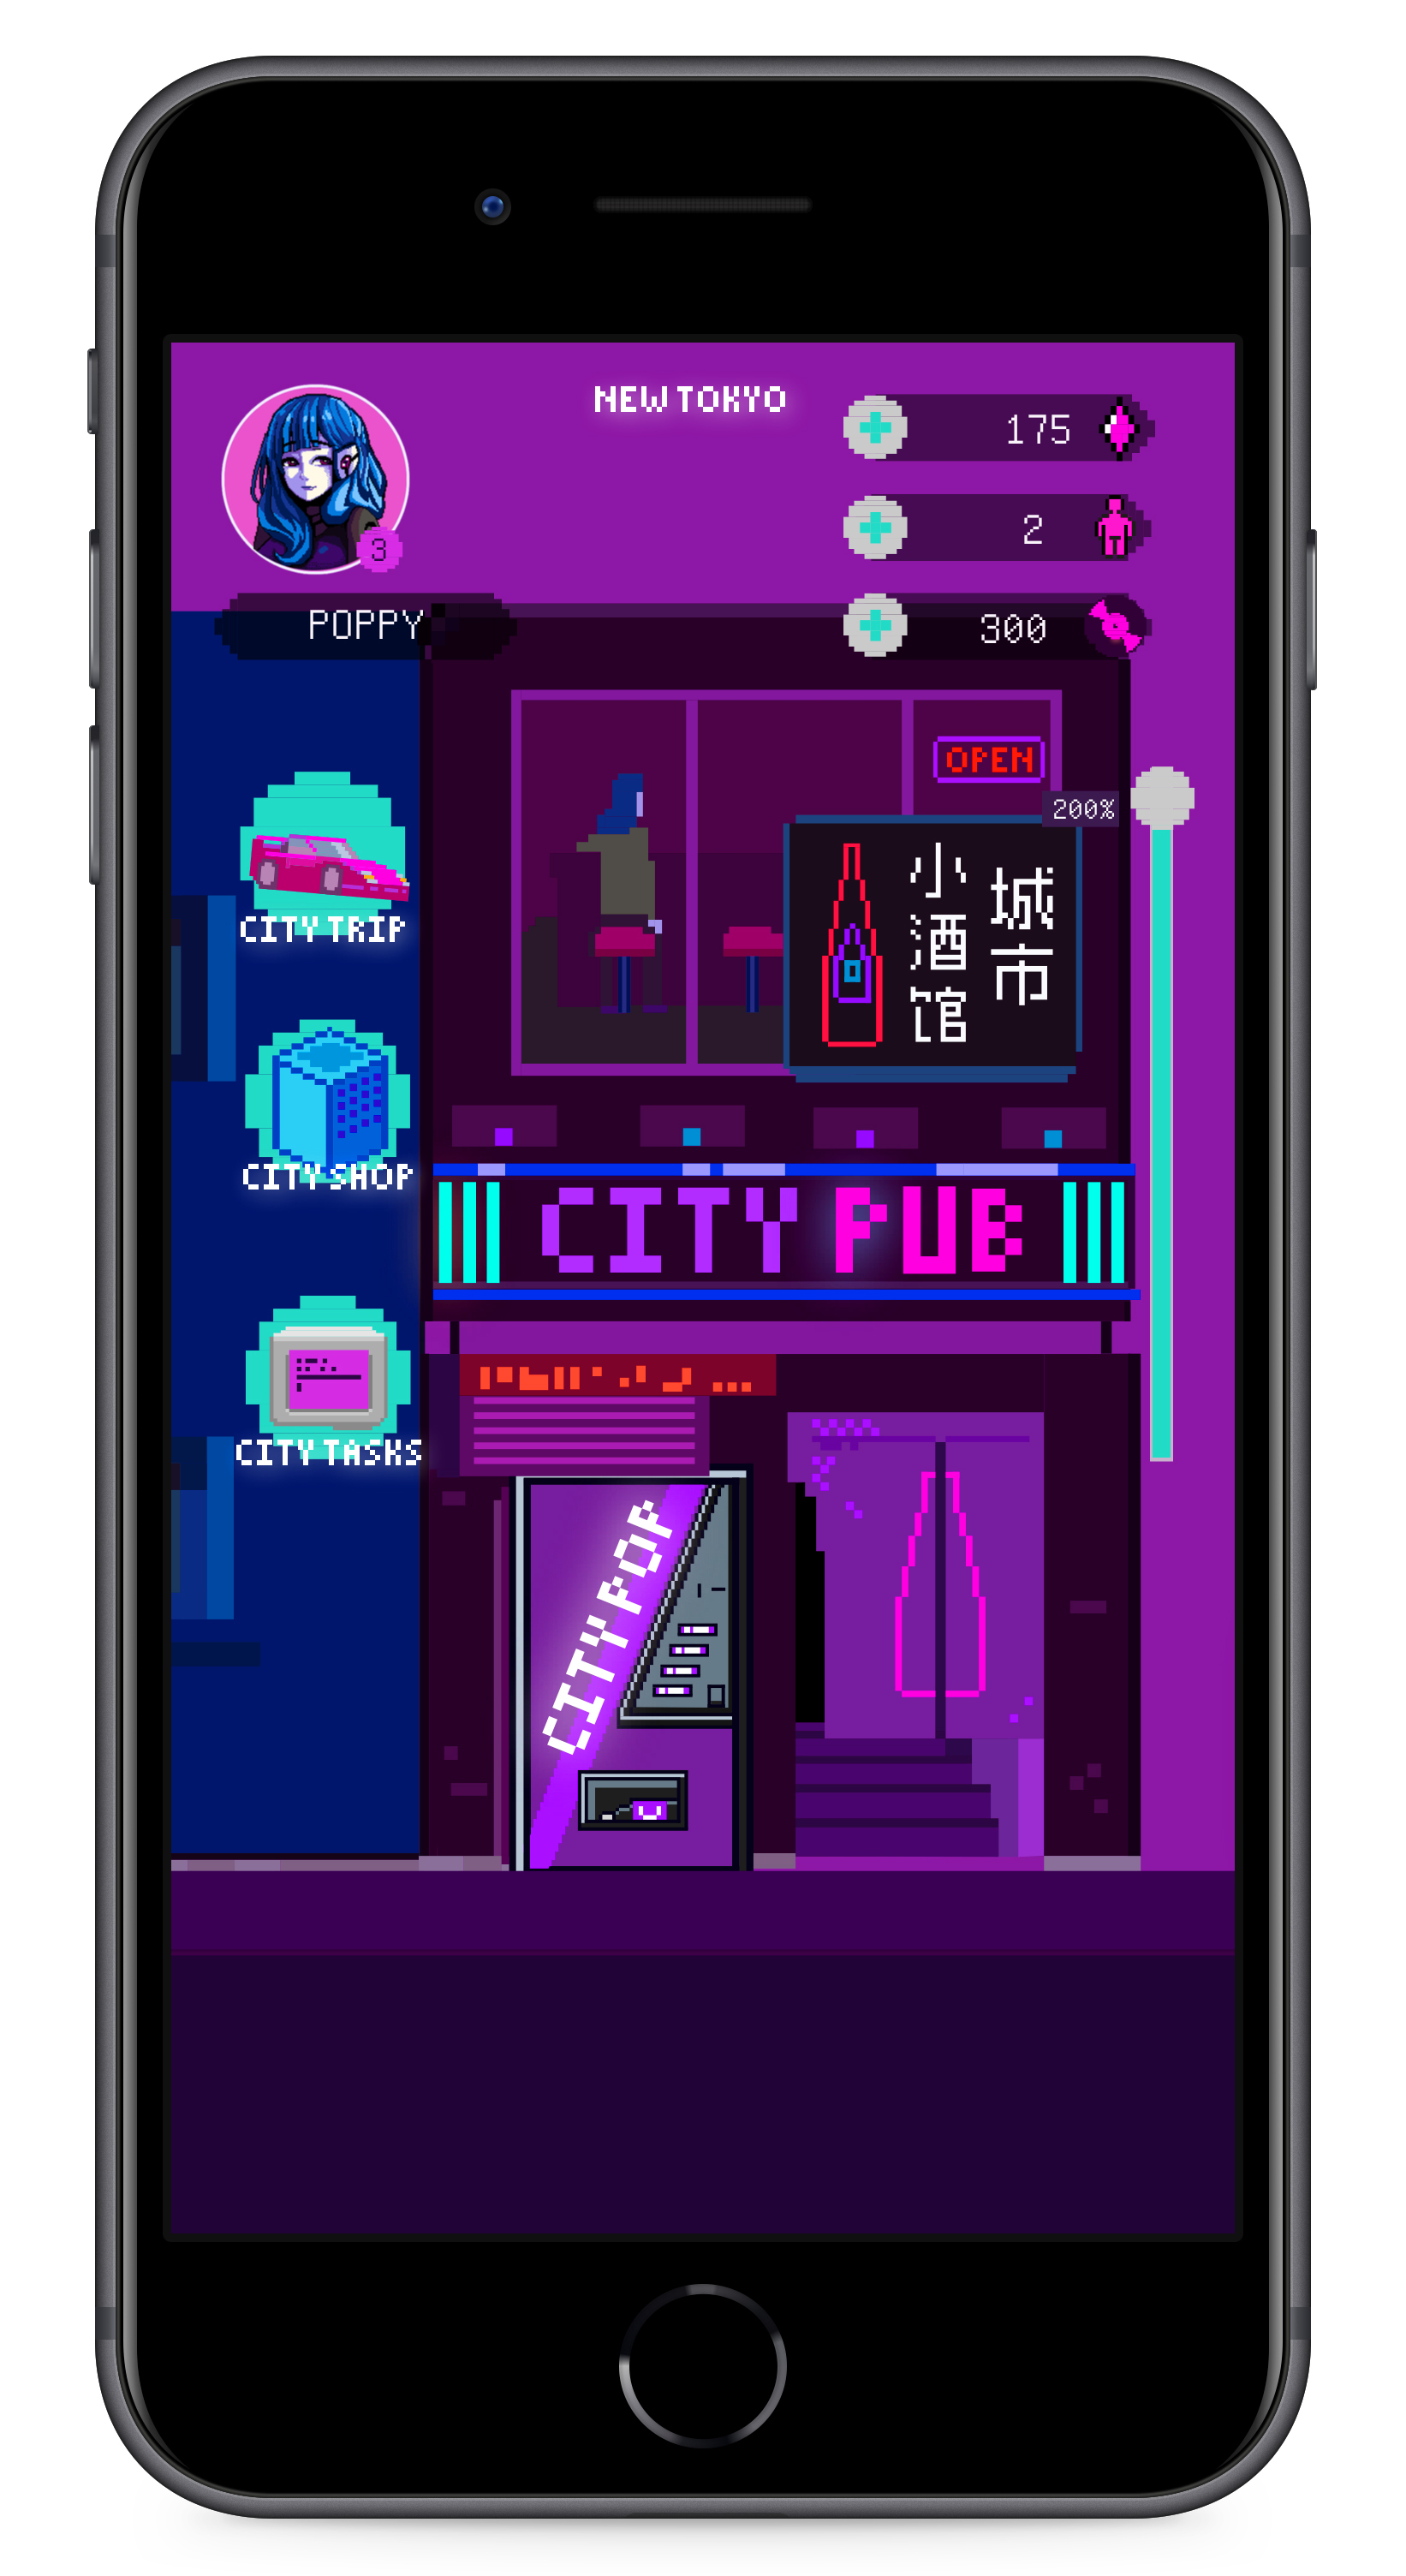 NEW TOKYO
175
2
3
POPPY
300
OPEN
200%
城市
小酒馆
CITY TRIP
CITY SHOP
CITY PUB
CITY TASKS
CITY POP